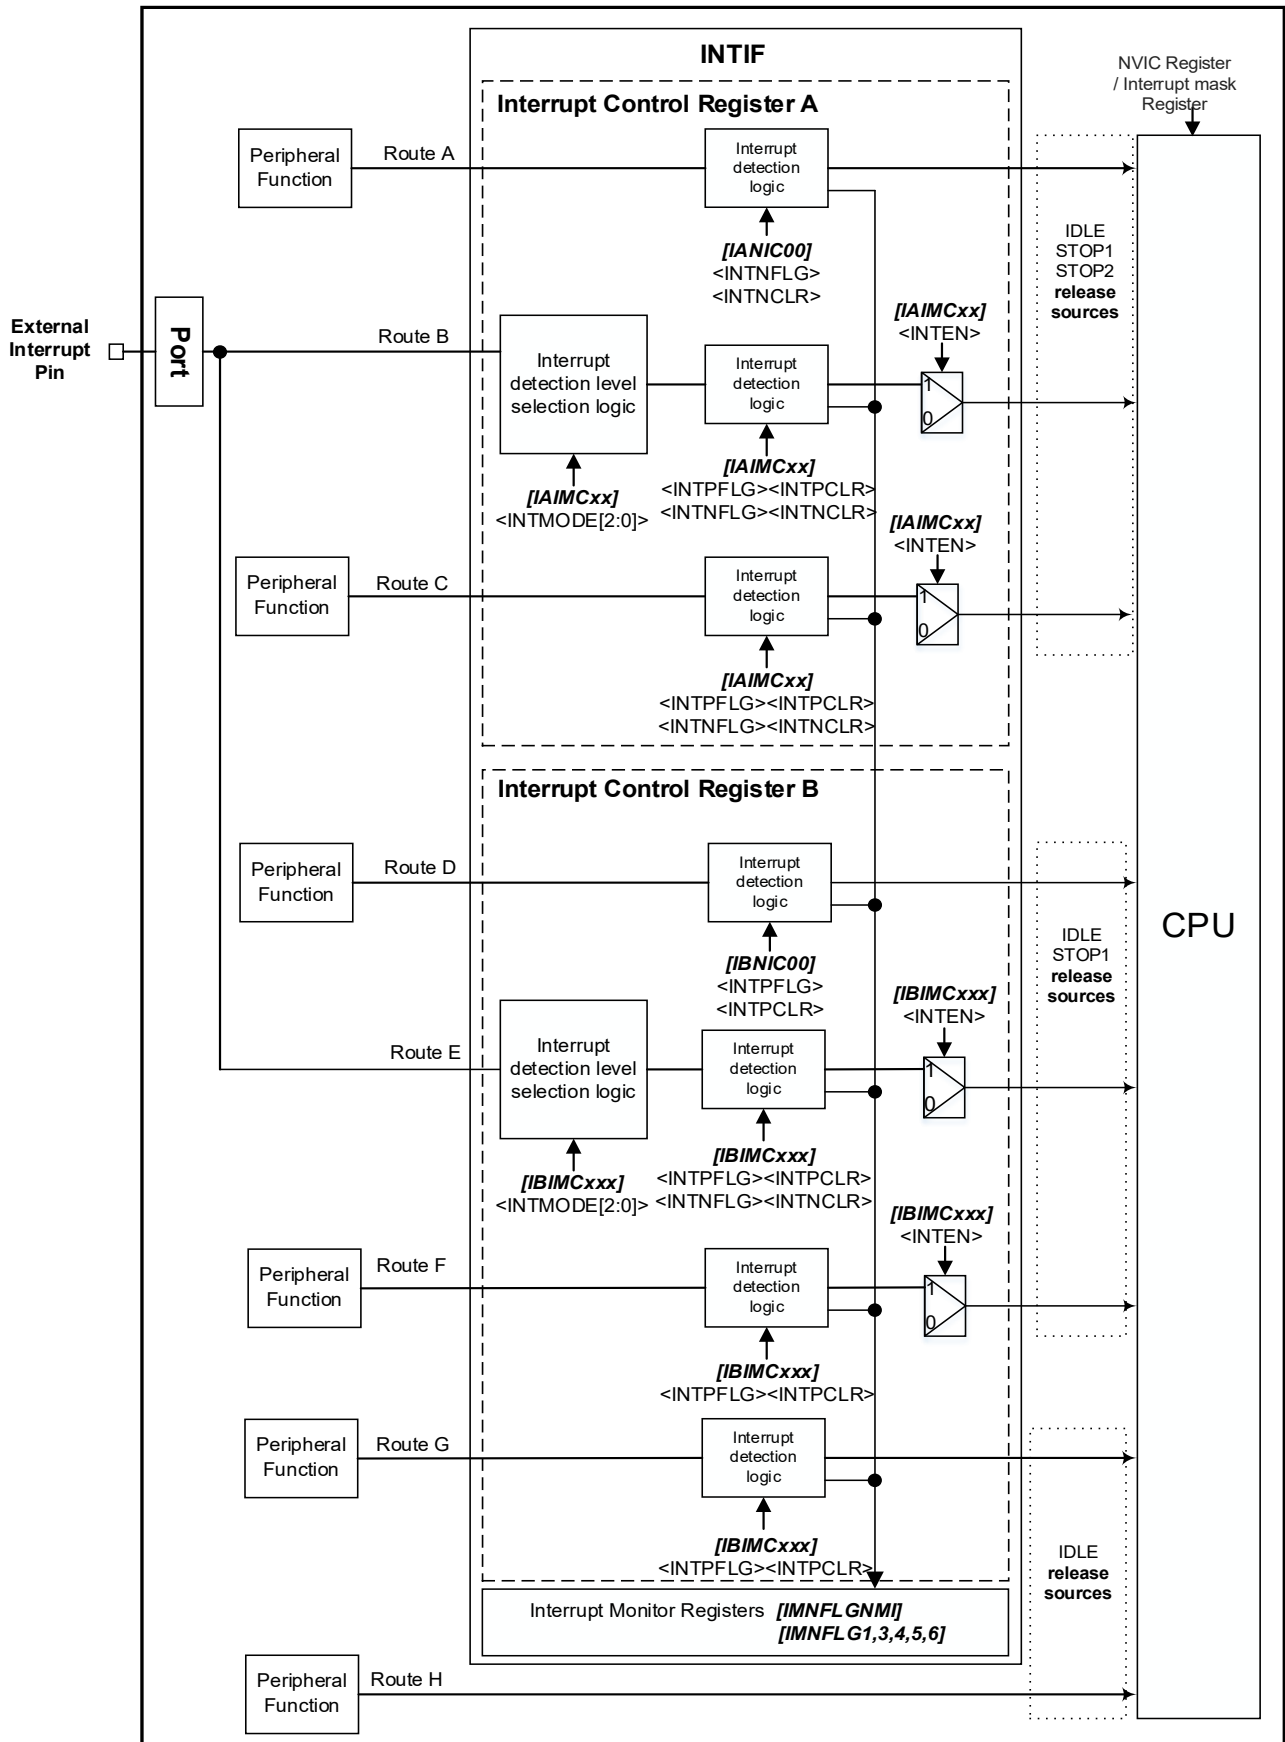 INTIF
NVIC Register
/ Interrupt mask
Register
Interrupt Control Register A
Peripheral
Function
Route A
Interrupt
detection
logic
[IANIC00]
<INTNFLG>
<INTNCLR>
IDLE
STOP1
STOP2
release
sources
External
Interrupt
Pin
Port
Route B
Interrupt
detection level
selection logic
[IAIMCxx]
<INTMODE[2:0]>
Interrupt
detection
logic
[IAIMCxx]
<INTPFLG><INTPCLR>
<INTNFLG><INTNCLR>
[IAIMCxx]
<INTEN>
1
0
Peripheral
Function
Route C
Interrupt
detection
logic
[IAIMCxx]
<INTPFLG><INTPCLR>
<INTNFLG><INTNCLR>
[IAIMCxx]
<INTEN>
1
0
Interrupt Control Register B
Peripheral
Function
Route D
Interrupt
detection
logic
[IBNIC00]
<INTPFLG>
<INTPCLR>
IDLE
STOP1
release
sources
CPU
Route E
Interrupt
detection level
selection logic
[IBIMCxxx]
<INTMODE[2:0]>
Interrupt
detection
logic
[IBIMCxxx]
<INTPFLG><INTPCLR>
<INTNFLG><INTNCLR>
[IBIMCxxx]
<INTEN>
1
0
Peripheral
Function
Route F
Interrupt
detection
logic
[IBIMCxxx]
<INTPFLG><INTPCLR>
[IBIMCxxx]
<INTEN>
1
0
Peripheral
Function
Route G
Interrupt
detection
logic
[IBIMCxxx]
<INTPFLG><INTPCLR>
IDLE
release
sources
Interrupt Monitor Registers [IMNFLGNMI]
[IMNFLG1,3,4,5,6]
Peripheral
Function
Route H